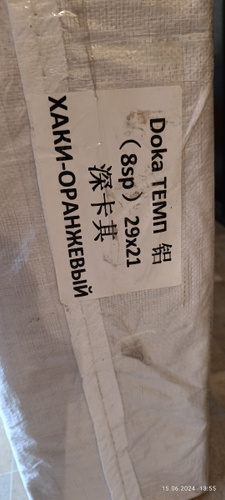 Doka ТЕМП 铝
（8sp）29x21
深卡其
ХАКИ-ОРАНЖЕВЫЙ
15.06.2024 13:55